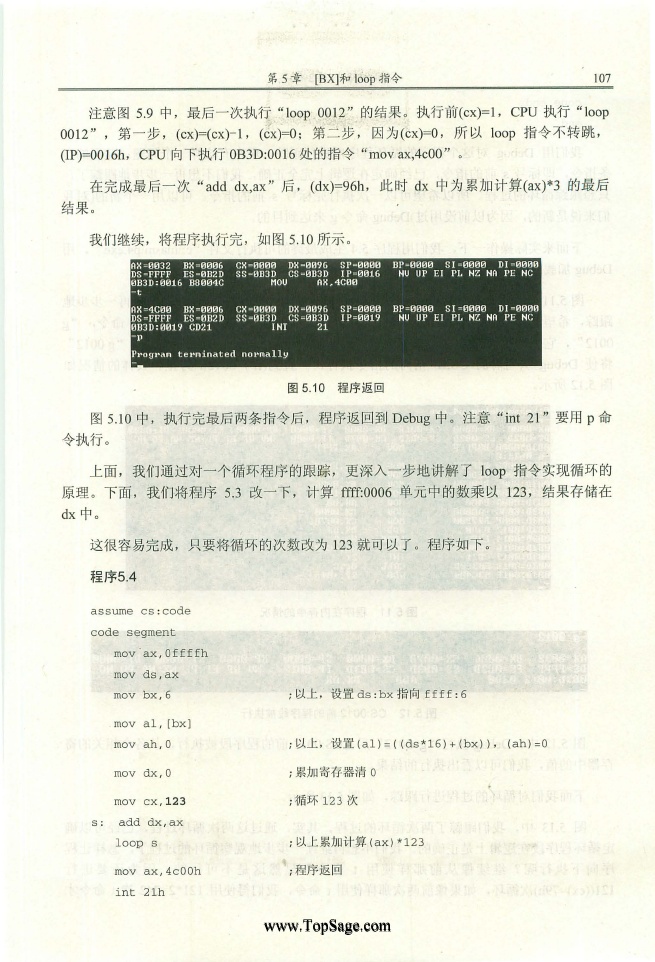 第 5 章 [BX]和 loop 指令 107
注意图 5.9 中，最后一次执行“loop 0012”的结果。执行前(cx)=1，CPU 执行“loop
0012”，第一步，(cx)=(cx)-1，(cx)=0；第二步，因为(cx)=0，所以 loop 指令不转跳，
(IP)=0016h，CPU 向下执行 0B3D:0016 处的指令“mov ax,4c00”。
在完成最后一次“add dx,ax”后，(dx)=96h，此时 dx 中为累加计算(ax)*3 的最后
结果。
我们继续，将程序执行完，如图 5.10 所示。
AX=0032 BX=0006 CX=0000 DX=0096 SP=0000 BP=0000 SI=0000 DI=0000
DS=FFFF ES=0B2D SS=0B3D CS=0B3D IP=0016 NV UP EI PL NZ NA PE NC
0B3D:0016 B8004C MOV AX,4C00
-t
AX=4C00 BX=0006 CX=0000 DX=0096 SP=0000 BP=0000 SI=0000 DI=0000
DS=FFFF ES=0B2D SS=0B3D CS=0B3D IP=0019 NV UP EI PL NZ NA PE NC
0B3D:0019 CD21 INT 21
-p
Program terminated normally
-
图 5.10 程序返回
图 5.10 中，执行完最后两条指令后，程序返回到 Debug 中。注意“int 21”要用 p 命
令执行。
上面，我们通过对一个循环程序的跟踪，更深入一步地讲解了 loop 指令实现循环的
原理。下面，我们将程序 5.3 改一下，计算 ffff:0006 单元中的数乘以 123，结果存储在
dx 中。
这很容易完成，只要将循环的次数改为 123 就可以了。程序如下。
程序5.4
assume cs:code
code segment
mov ax,0ffffh
mov ds,ax
mov bx,6 ;以上，设置 ds:bx 指向 ffff:6
mov al,[bx]
mov ah,0 ;以上，设置(al)=((ds*16)+(bx))，(ah)=0
mov dx,0 ;累加寄存器清 0
mov cx,123 ;循环 123 次
s: add dx,ax
loop s ;以上累加计算(ax)*123
mov ax,4c00h ;程序返回
int 21h
www.TopSage.com